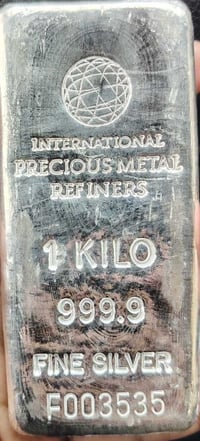 INTERNATIONAL
PRECIOUS METAL
REFINERS
1 KILO
999.9
FINE SILVER
F003535